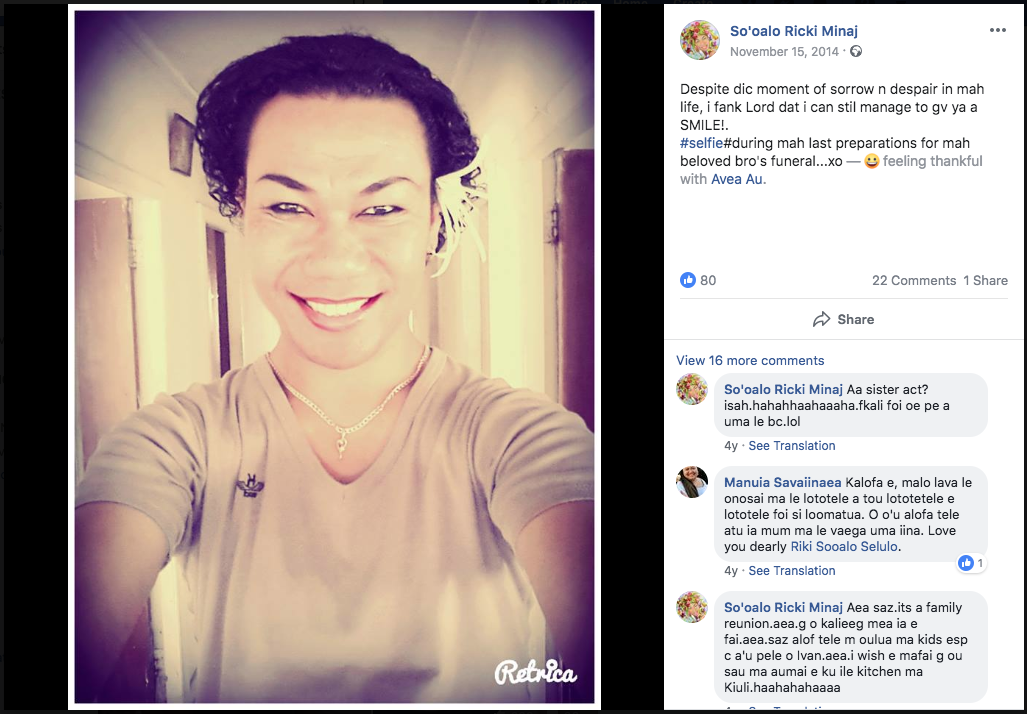 So'oalo Ricki Minaj
November 15, 2014 ·
Despite dic moment of sorrow n despair in mah
life, i fank Lord dat i can stil manage to gv ya a
SMILE!.
#selfie#during mah last preparations for mah
beloved bro's funeral...xo — 😀 feeling thankful
with Avea Au.
80
22 Comments 1 Share
Share
View 16 more comments
So'oalo Ricki Minaj Aa sister act?
isah.hahahhaahaaaha.fkali foi oe pe a
uma le bc.lol
4y · See Translation
Manuia Savaiinaea Kalofa e, malo lava le
onosai ma le lototele a tou lototetele e
lototele foi si loomatua. O o'u alofa tele
atu ia mum ma le vaega uma iina. Love
you dearly Riki Sooalo Selulo.
1
4y · See Translation
So'oalo Ricki Minaj Aea saz.its a family
reunion.aea.g o kalieeg mea ia e
fai.aea.saz alof tele m oulua ma kids esp
c a'u pele o Ivan.aea.i wish e mafai g ou
sau ma aumai e ku ile kitchen ma
Kiuli.haahahahaaaa
Retrica